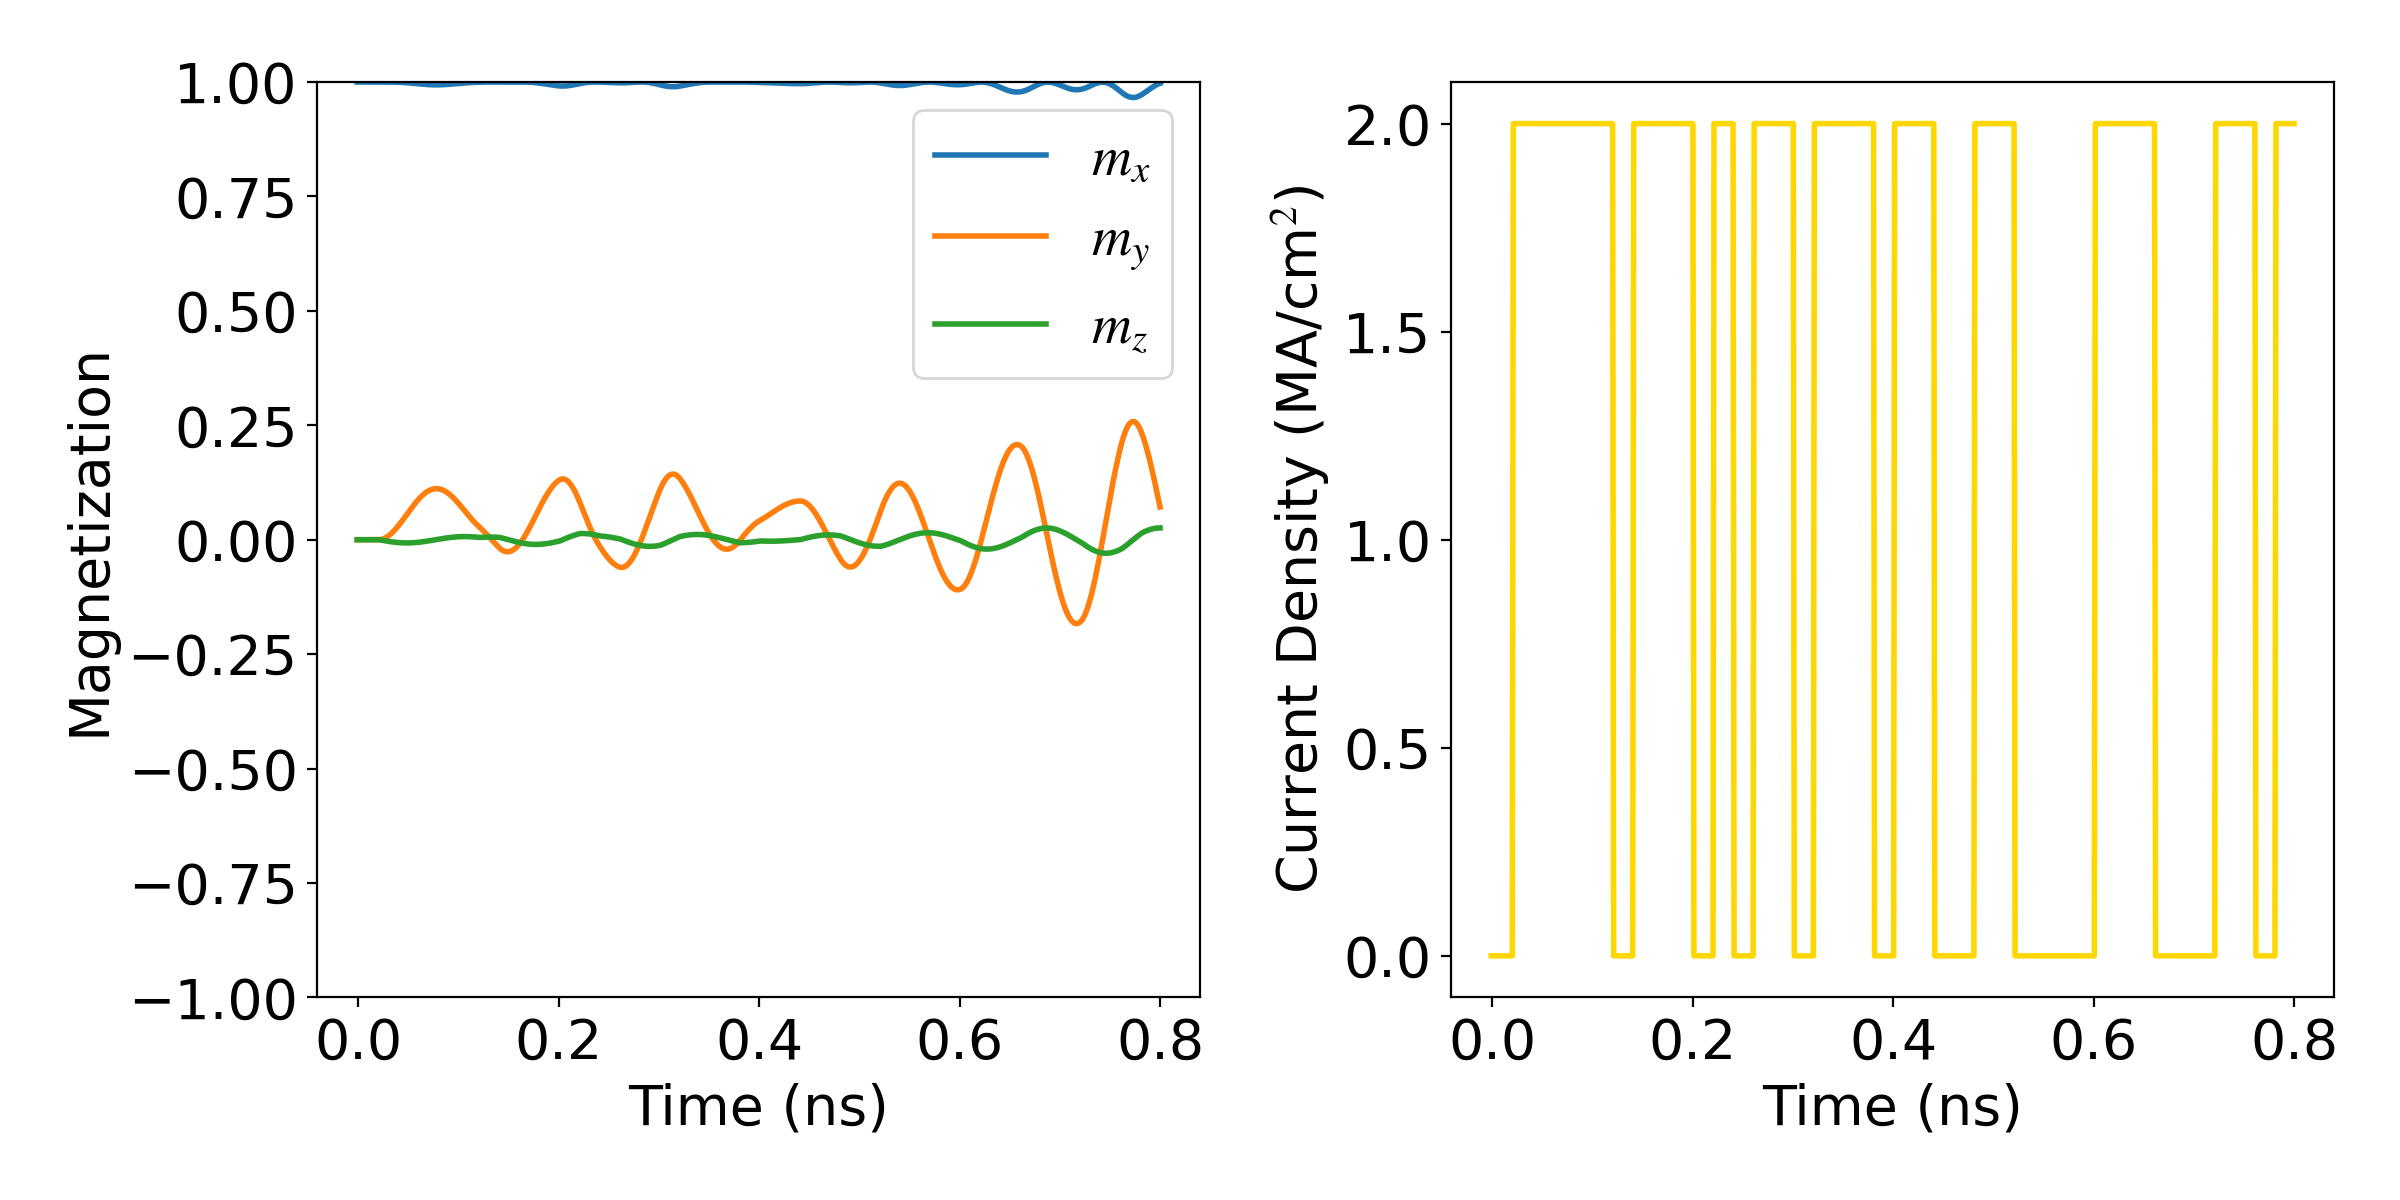 1.00
0.75
0.50
0.25
0.00
−0.25
−0.50
−0.75
−1.00
Magnetization
0.0 0.2 0.4 0.6 0.8
Time (ns)
m_x
m_y
m_z
2.0
1.5
1.0
0.5
0.0
Current Density (MA/cm²)
0.0 0.2 0.4 0.6 0.8
Time (ns)